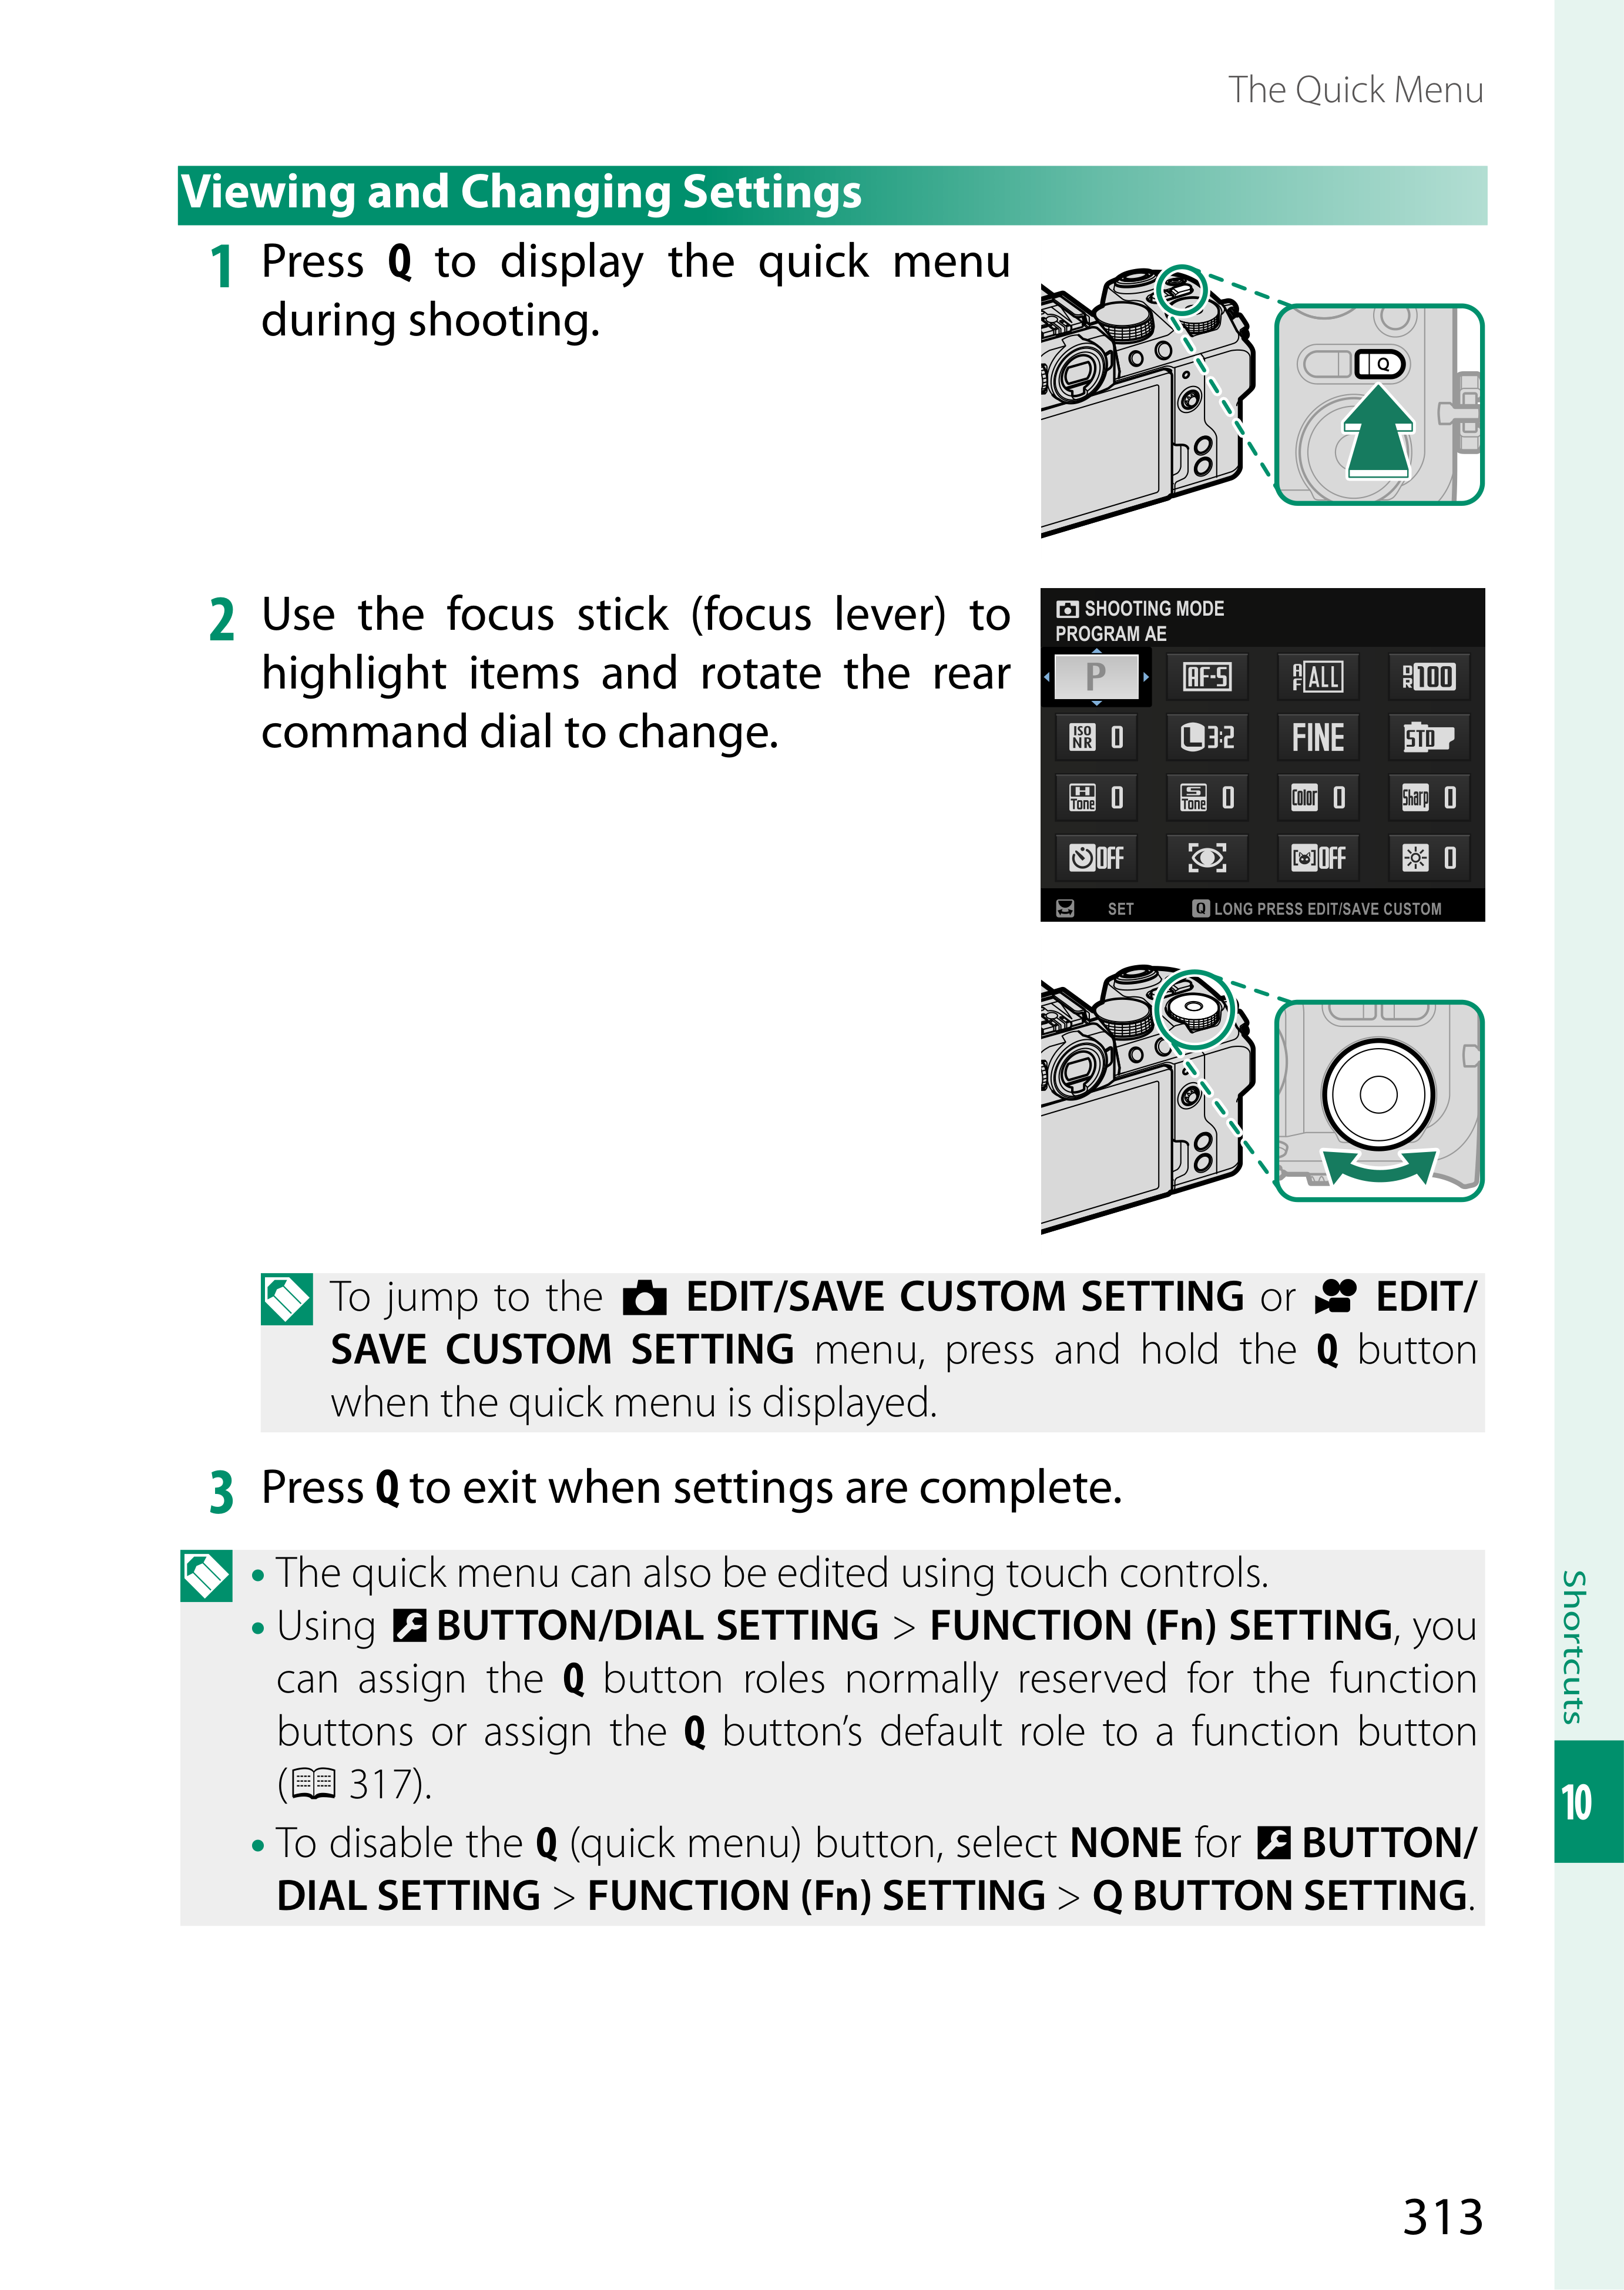 The Quick Menu
Viewing and Changing Settings
1 Press Q to display the quick menu
during shooting.
Q
2 Use the focus stick (focus lever) to
highlight items and rotate the rear
command dial to change.
SHOOTING MODE
PROGRAM AE
P AF-S AF ALL DR 100
ISO NR 0 L 3:2 FINE STD
H Tone 0 S Tone 0 Color 0 Sharp 0
OFF OFF 0
SET Q LONG PRESS EDIT/SAVE CUSTOM
To jump to the EDIT/SAVE CUSTOM SETTING or EDIT/
SAVE CUSTOM SETTING menu, press and hold the Q button
when the quick menu is displayed.
3 Press Q to exit when settings are complete.
• The quick menu can also be edited using touch controls.
• Using BUTTON/DIAL SETTING > FUNCTION (Fn) SETTING, you
can assign the Q button roles normally reserved for the function
buttons or assign the Q button’s default role to a function button
( 317).
• To disable the Q (quick menu) button, select NONE for BUTTON/
DIAL SETTING > FUNCTION (Fn) SETTING > Q BUTTON SETTING.
Shortcuts
10
313